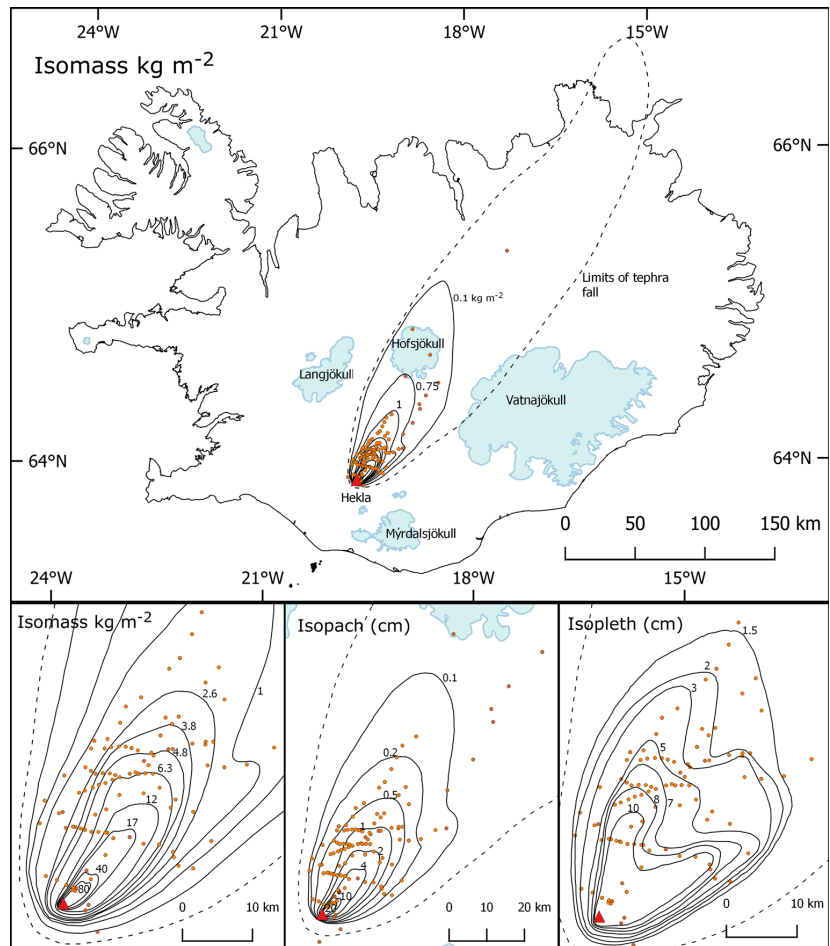 24°W 21°W 18°W 15°W
Isomass kg m-2
66°N 66°N
Limits of tephra
fall
0.1 kg m-2
Hofsjökull
Langjökull
0.75
Vatnajökull
1
64°N 64°N
Hekla
0 50 100 150 km
Mýrdalsjökull
24°W 21°W 18°W 15°W
Isomass kg m-2
2.6
1
3.8
4.8
6.3
12
17
40
80
0 10 km
Isopach (cm)
0.1
0.2
0.5
1
2
4
10
0 10 20 km
Isopleth (cm)
1.5
2
3
5
8
7
10
0 10 km